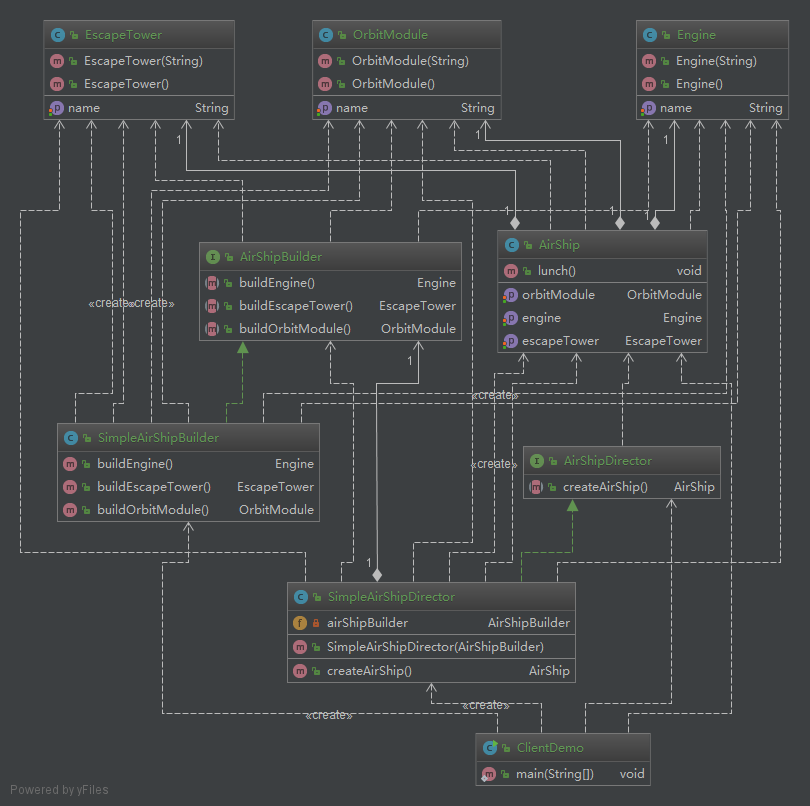 EscapeTower
EscapeTower(String)
EscapeTower()
name String
OrbitModule
OrbitModule(String)
OrbitModule()
name String
Engine
Engine(String)
Engine()
name String
1
1
1
1
1
1
AirShipBuilder
buildEngine() Engine
buildEscapeTower() EscapeTower
buildOrbitModule() OrbitModule
AirShip
lunch() void
orbitModule OrbitModule
engine Engine
escapeTower EscapeTower
«create»
«create»
1
«create»
SimpleAirShipBuilder
buildEngine() Engine
buildEscapeTower() EscapeTower
buildOrbitModule() OrbitModule
«create»
AirShipDirector
createAirShip() AirShip
1
SimpleAirShipDirector
airShipBuilder AirShipBuilder
SimpleAirShipDirector(AirShipBuilder)
createAirShip() AirShip
«create»
«create»
ClientDemo
main(String[]) void
Powered by yFiles